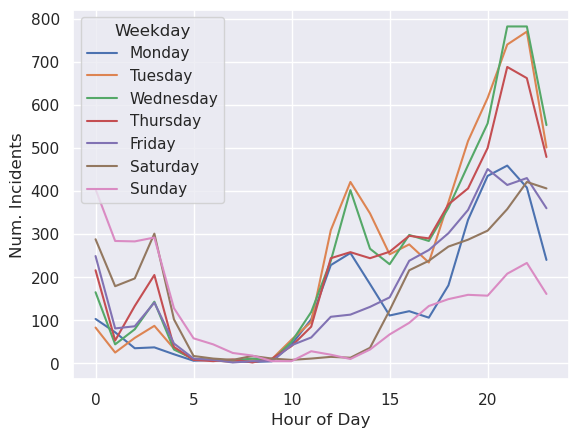 Weekday
Monday
Tuesday
Wednesday
Thursday
Friday
Saturday
Sunday
800
700
600
500
400
300
200
100
0
Num. Incidents
0 5 10 15 20
Hour of Day